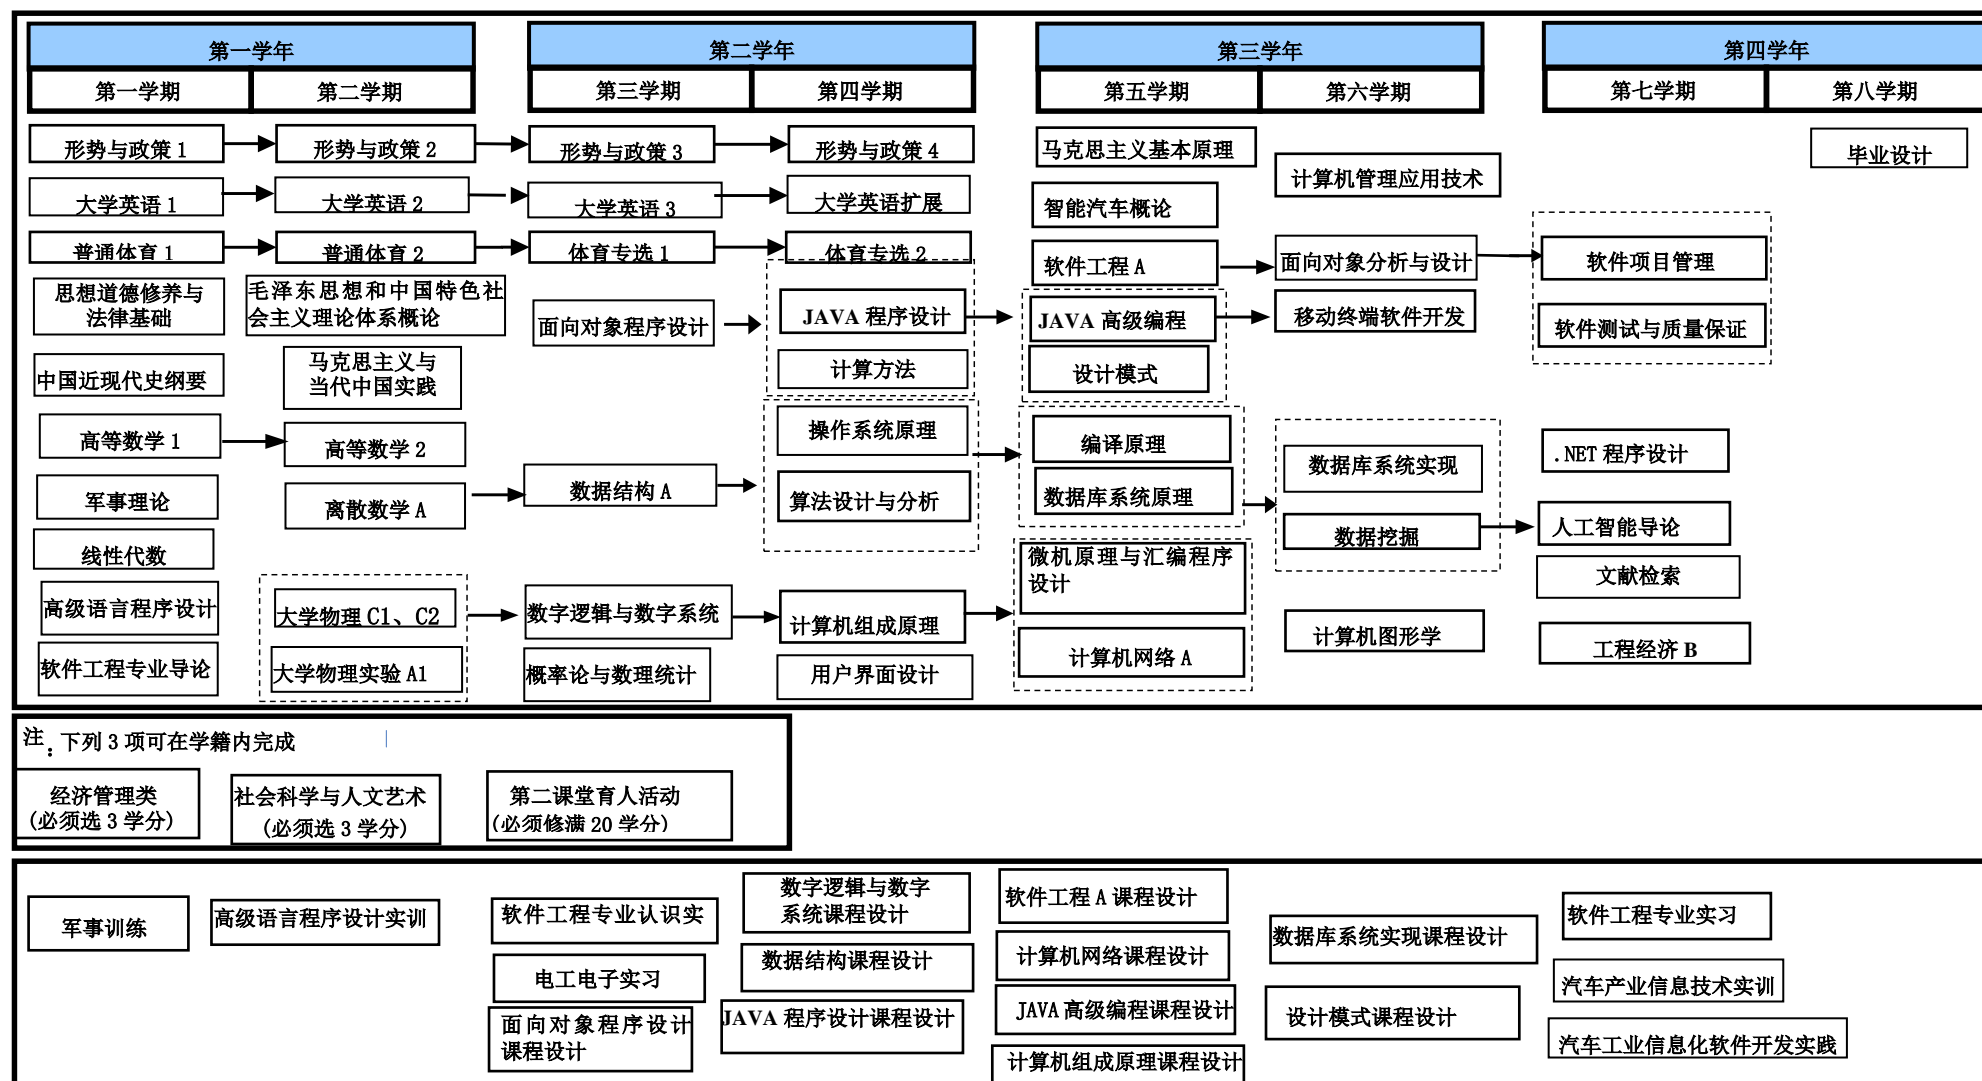 第一学年
第二学年
第三学年
第四学年
第一学期
第二学期
第三学期
第四学期
第五学期
第六学期
第七学期
第八学期
形势与政策 1
形势与政策 2
形势与政策 3
形势与政策 4
马克思主义基本原理
计算机管理应用技术
毕业设计
大学英语 1
大学英语 2
大学英语 3
大学英语扩展
智能汽车概论
普通体育 1
普通体育 2
体育专选 1
体育专选 2
软件工程 A
面向对象分析与设计
软件项目管理
思想道德修养与
法律基础
毛泽东思想和中国特色社
会主义理论体系概论
面向对象程序设计
JAVA 程序设计
JAVA 高级编程
移动终端软件开发
软件测试与质量保证
中国近现代史纲要
马克思主义与
当代中国实践
计算方法
设计模式
高等数学 1
高等数学 2
操作系统原理
编译原理
数据库系统实现
.NET 程序设计
军事理论
离散数学 A
数据结构 A
算法设计与分析
数据库系统原理
数据挖掘
人工智能导论
线性代数
微机原理与汇编程序
设计
文献检索
高级语言程序设计
大学物理 C1、C2
数字逻辑与数字系统
计算机组成原理
计算机图形学
工程经济 B
软件工程专业导论
大学物理实验 A1
概率论与数理统计
用户界面设计
计算机网络 A
注:下列 3 项可在学籍内完成
经济管理类
(必须选 3 学分)
社会科学与人文艺术
(必须选 3 学分)
第二课堂育人活动
(必须修满 20 学分)
军事训练
高级语言程序设计实训
软件工程专业认识实
数字逻辑与数字
系统课程设计
软件工程 A 课程设计
数据库系统实现课程设计
软件工程专业实习
电工电子实习
数据结构课程设计
计算机网络课程设计
汽车产业信息技术实训
面向对象程序设计
课程设计
JAVA 程序设计课程设计
JAVA 高级编程课程设计
设计模式课程设计
汽车工业信息化软件开发实践
计算机组成原理课程设计